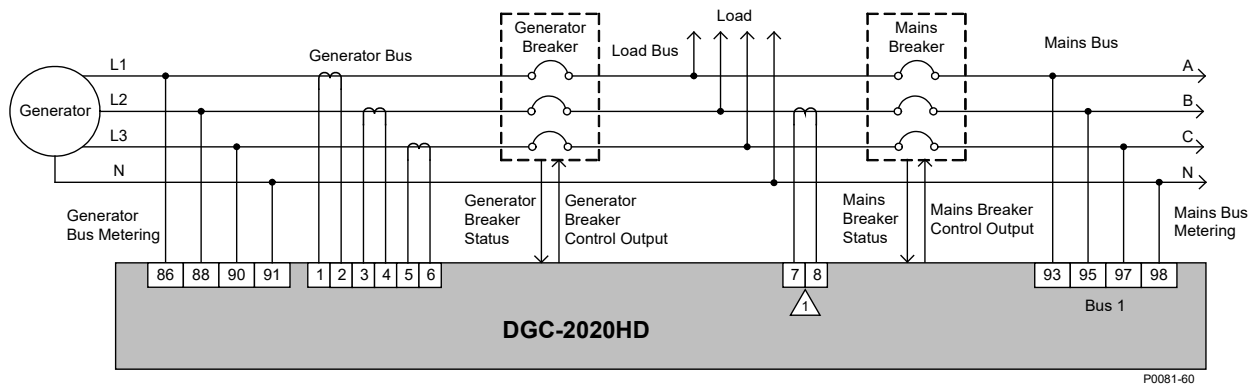 Load
Generator
Breaker
Mains
Breaker
Load Bus
Mains Bus
Generator Bus
L1
A
L2
B
Generator
L3
C
N
N
Generator
Bus Metering
Generator
Breaker
Status
Generator
Breaker
Control Output
Mains
Breaker
Status
Mains Breaker
Control Output
Mains Bus
Metering
86 88 90 91 1 2 3 4 5 6 7 8 93 95 97 98
1
Bus 1
DGC-2020HD
P0081-60